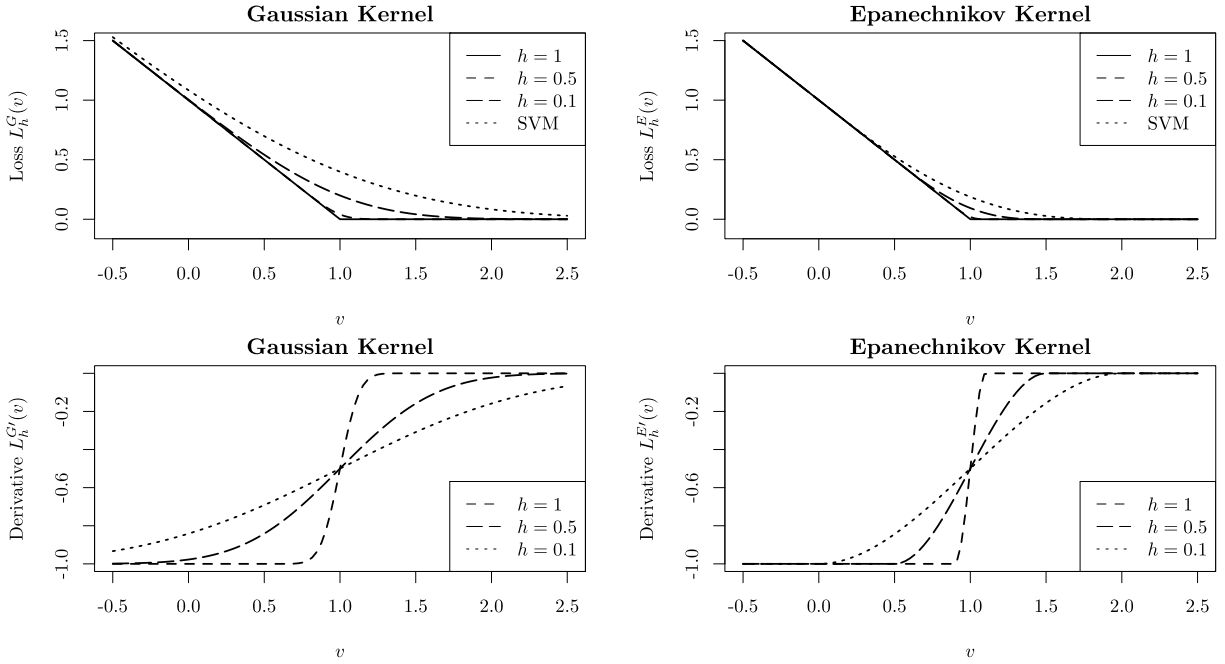 Gaussian Kernel
Loss L_h^G(v)
1.5
1.0
0.5
0.0
h = 1
h = 0.5
h = 0.1
SVM
-0.5 0.0 0.5 1.0 1.5 2.0 2.5
v
Epanechnikov Kernel
Loss L_h^E(v)
1.5
1.0
0.5
0.0
h = 1
h = 0.5
h = 0.1
SVM
-0.5 0.0 0.5 1.0 1.5 2.0 2.5
v
Gaussian Kernel
Derivative L_h^{G′}(v)
-0.2
-0.6
-1.0
h = 1
h = 0.5
h = 0.1
-0.5 0.0 0.5 1.0 1.5 2.0 2.5
v
Epanechnikov Kernel
Derivative L_h^{E′}(v)
-0.2
-0.6
-1.0
h = 1
h = 0.5
h = 0.1
-0.5 0.0 0.5 1.0 1.5 2.0 2.5
v